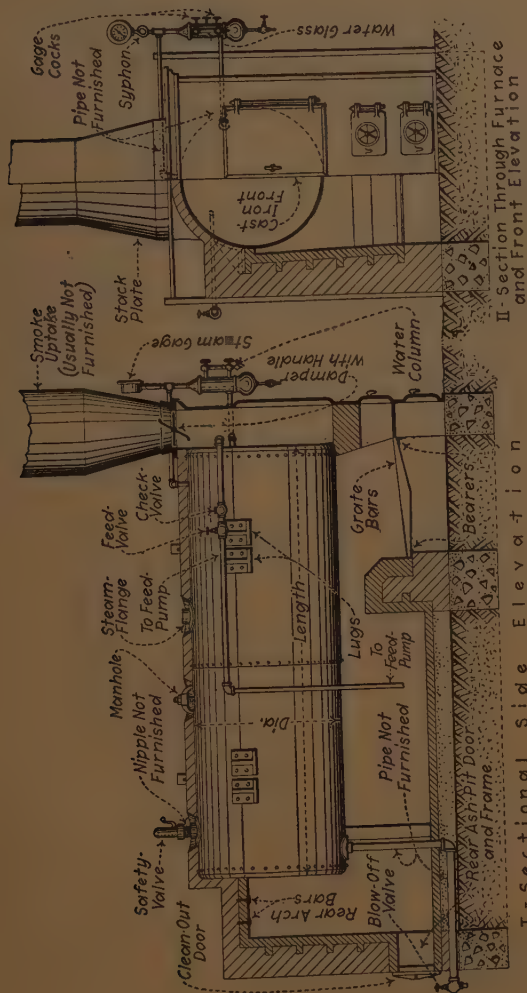 Clean-Out
Door
Safety-
Valve
Nipple Not
Furnished
Manhole
Steam-
Flange
To Feed
Pump
Feed-
Valve
Check-
Valve
Smoke
Uptake
(Usually Not
Furnished)
Steam Gage
Damper
With Handle
Water
Column
Rear Arch
Bars
Dia.
Length
Lugs
Grate
Bars
Bearers
To
Feed-
Pump
Pipe Not
Furnished
Blow-Off
Valve
Rear Ash-Pit Door
and Frame
I-Sectional Side Elevation
Stack
Plate
Pipe Not
Furnished
Gage
Cocks
Syphon
Water Glass
Cast-
Iron
Front
II-Section Through Furnace
and Front Elevation